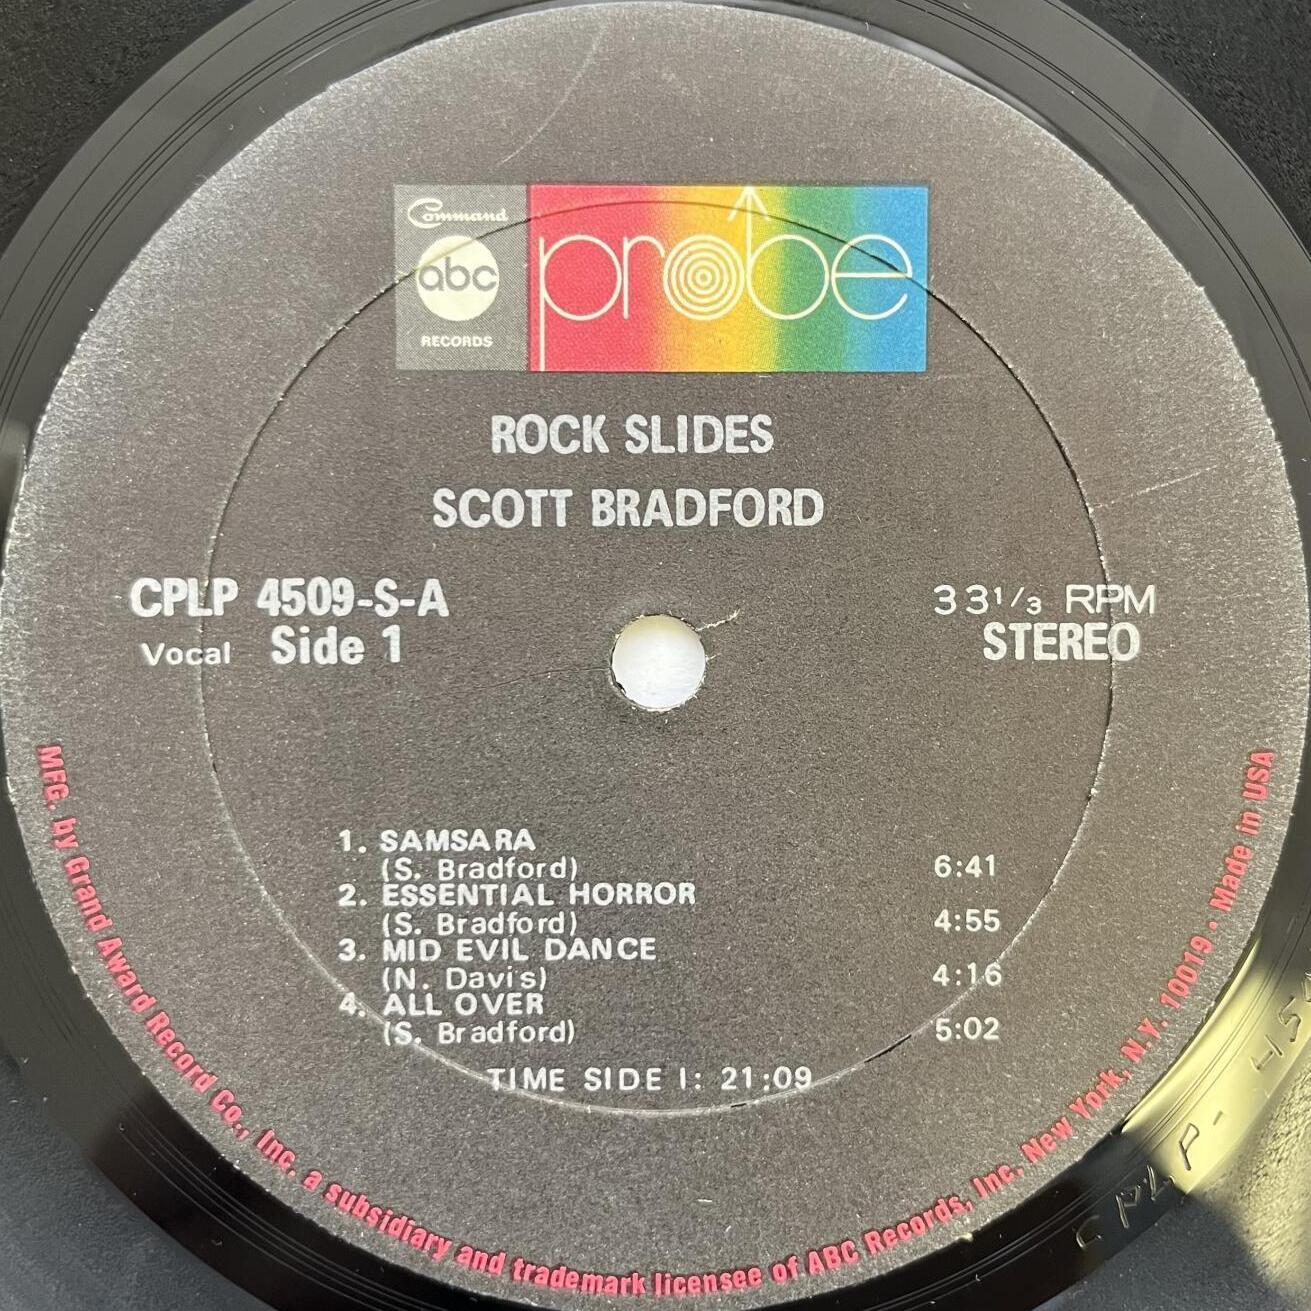 Command
abc
RECORDS
probe
ROCK SLIDES
SCOTT BRADFORD
CPLP 4509-S-A
Vocal Side 1
33 1/3 RPM
STEREO
1. SAMSARA
(S. Bradford) 6:41
2. ESSENTIAL HORROR
(S. Bradford) 4:55
3. MID EVIL DANCE
(N. Davis) 4:16
4. ALL OVER
(S. Bradford) 5:02
TIME SIDE I: 21:09
MFG. by Grand Award Record Co., Inc. a subsidiary and trademark licensee of ABC Records, Inc. New York, N.Y. 10019 • Made in USA
CPLP-